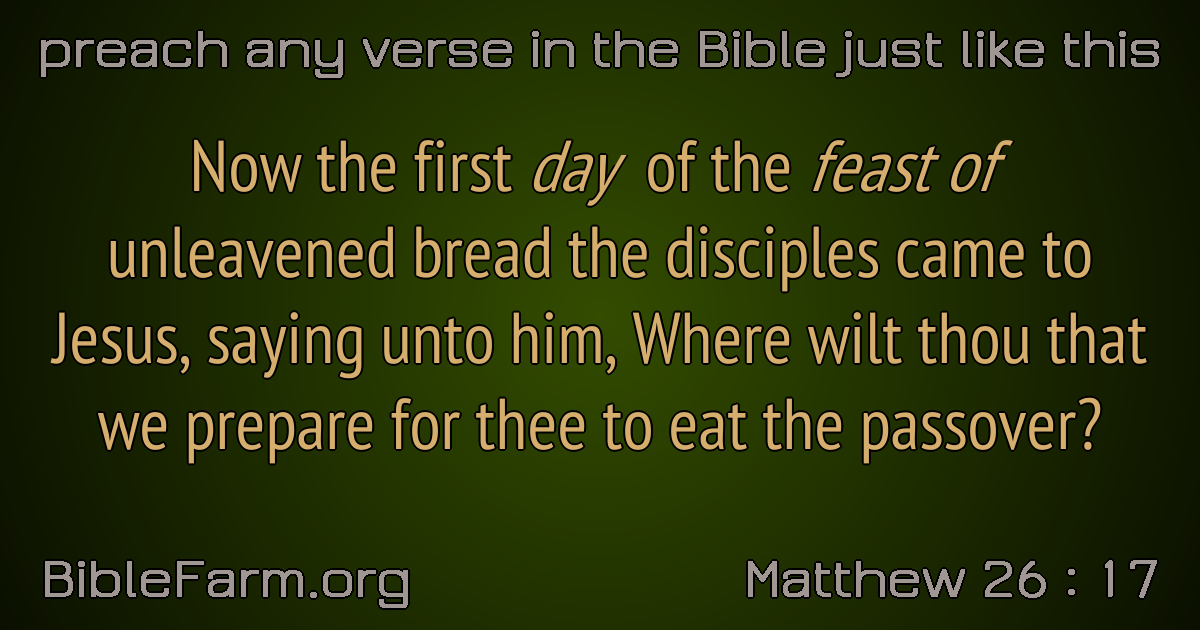 preach any verse in the Bible just like this
Now the first day of the feast of
unleavened bread the disciples came to
Jesus, saying unto him, Where wilt thou that
we prepare for thee to eat the passover?
BibleFarm.org
Matthew 26 : 17